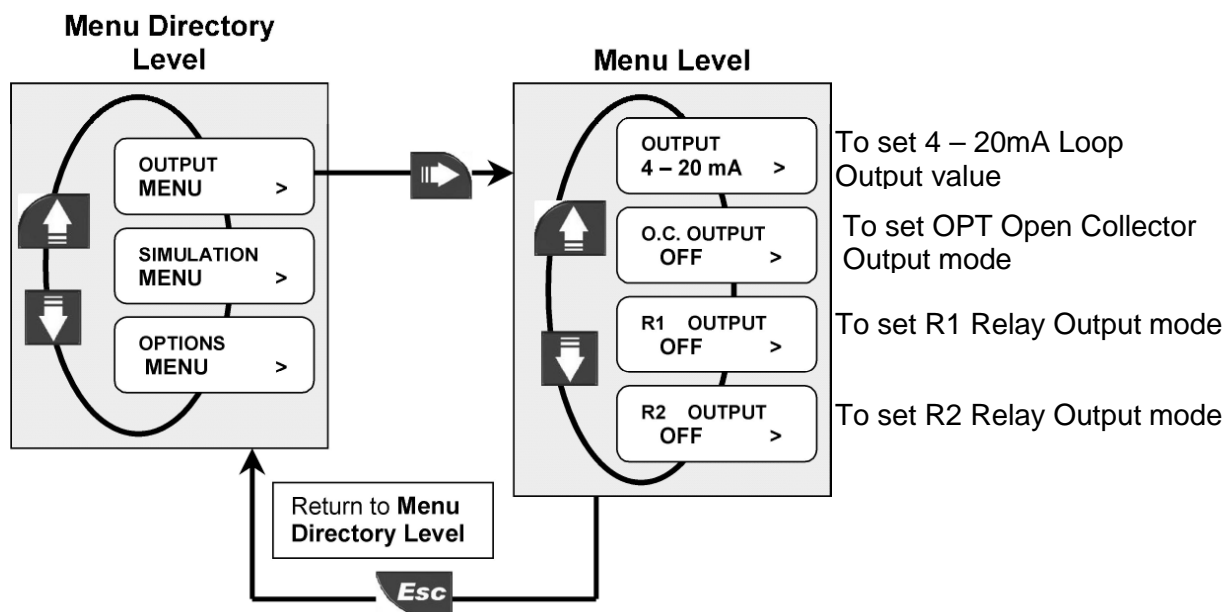 Menu Directory
Level
OUTPUT
MENU >
SIMULATION
MENU >
OPTIONS
MENU >
Menu Level
OUTPUT
4 – 20 mA >
To set 4 – 20mA Loop
Output value
O.C. OUTPUT
OFF >
To set OPT Open Collector
Output mode
R1 OUTPUT
OFF >
To set R1 Relay Output mode
R2 OUTPUT
OFF >
To set R2 Relay Output mode
Return to Menu
Directory Level
Esc